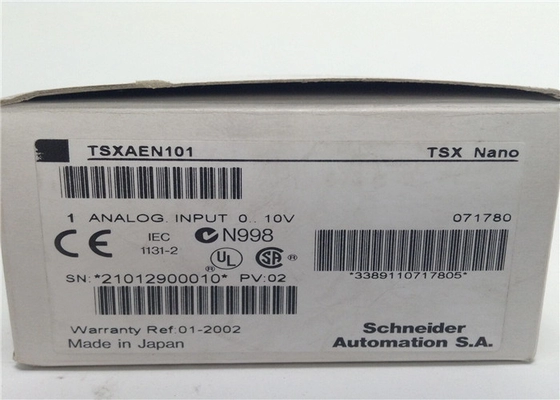 TSXAEN101 TSX Nano
1 ANALOG. INPUT 0.. 10V 071780
CE IEC 1131-2 N998
UL SA
*3389110717805*
SN: *21012900010* PV:02
Warranty Ref:01-2002
Made in Japan
Schneider
Automation S.A.